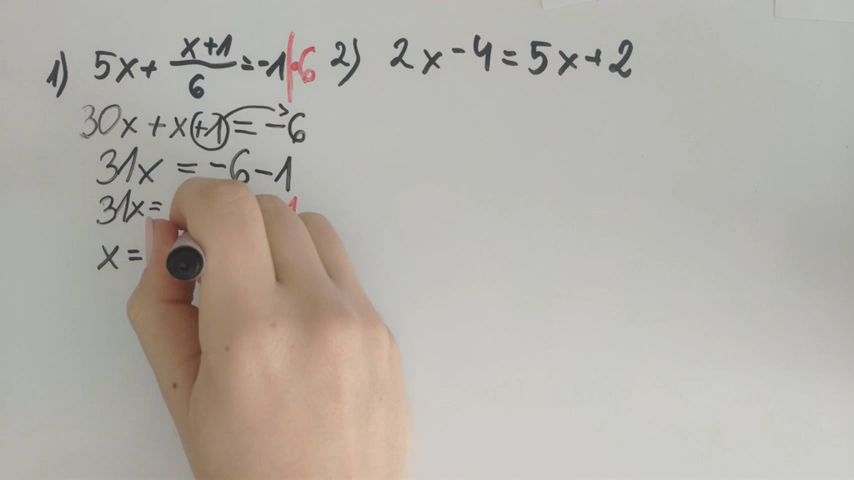 1) 5x + (x+1)/6 = -1 |·6
30x + x + 1 = -6
31x = -6 - 1
31x =
x =
2) 2x - 4 = 5x + 2